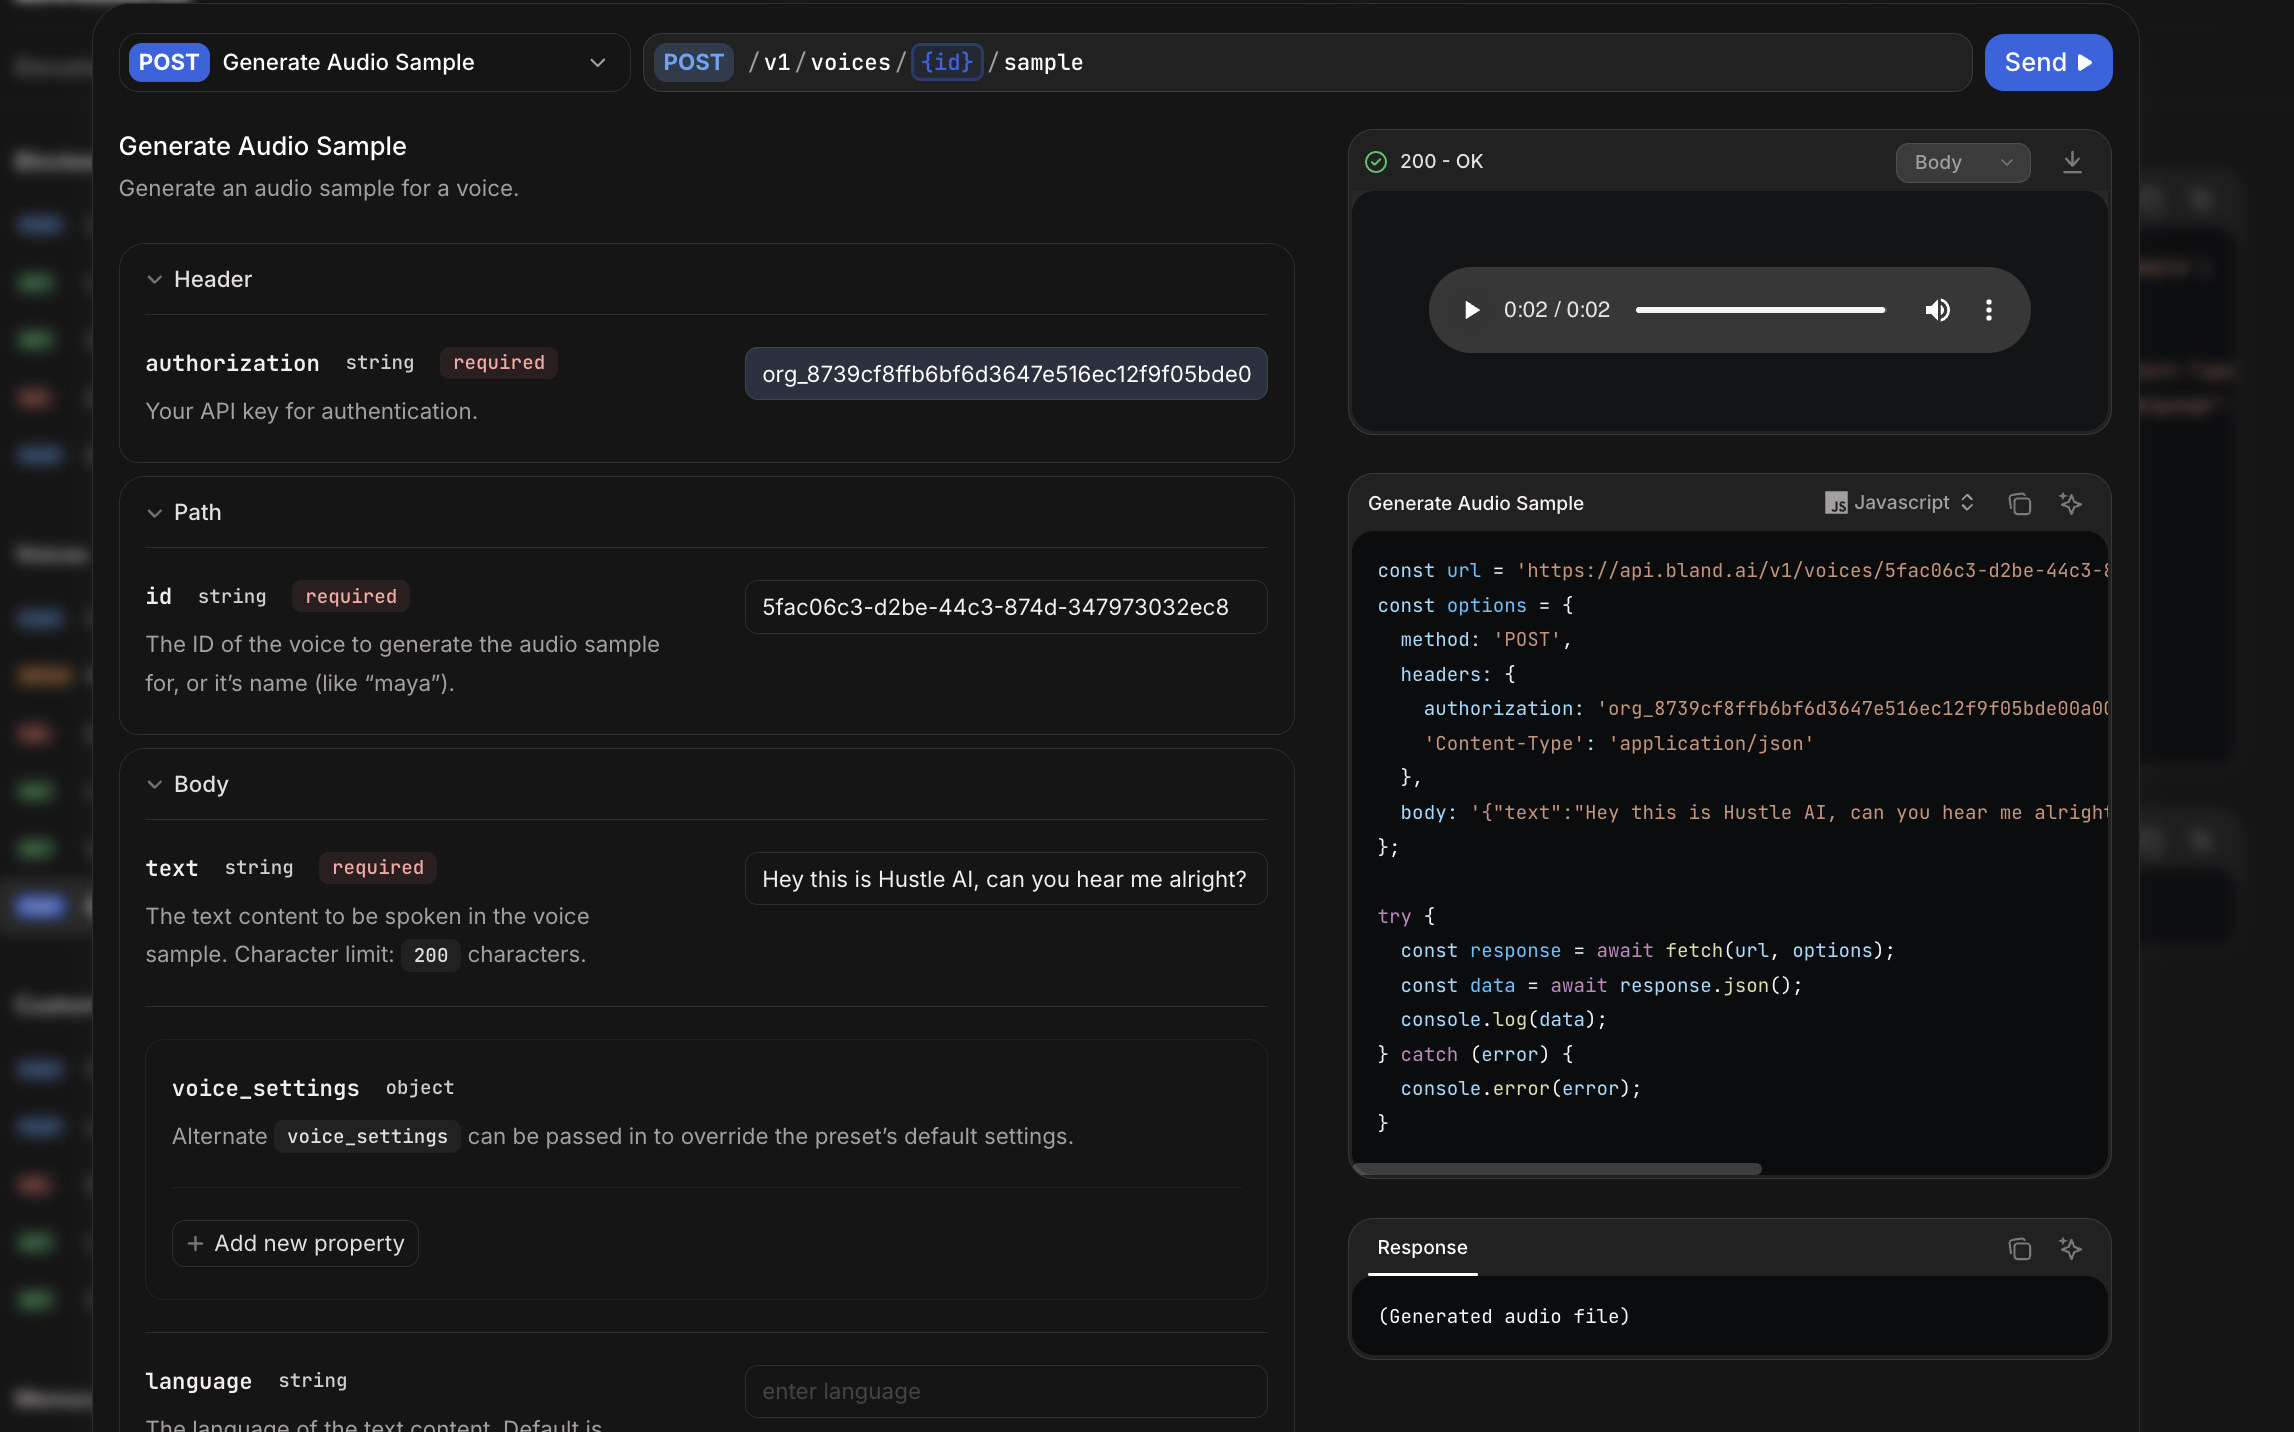 POST Generate Audio Sample
POST /v1/voices/{id}/sample
Send
Generate Audio Sample
Generate an audio sample for a voice.
Header
authorization string required
org_8739cf8ffb6bf6d3647e516ec12f9f05bde0
Your API key for authentication.
Path
id string required
5fac06c3-d2be-44c3-874d-347973032ec8
The ID of the voice to generate the audio sample
for, or it’s name (like “maya”).
Body
text string required
Hey this is Hustle AI, can you hear me alright?
The text content to be spoken in the voice
sample. Character limit: 200 characters.
voice_settings object
Alternate voice_settings can be passed in to override the preset’s default settings.
+ Add new property
language string
enter language
The language of the text content. Default is
200 - OK
Body
0:02 / 0:02
Generate Audio Sample
JS Javascript
const url = 'https://api.bland.ai/v1/voices/5fac06c3-d2be-44c3-8
const options = {
method: 'POST',
headers: {
authorization: 'org_8739cf8ffb6bf6d3647e516ec12f9f05bde00a00
'Content-Type': 'application/json'
},
body: '{"text":"Hey this is Hustle AI, can you hear me alright
};
try {
const response = await fetch(url, options);
const data = await response.json();
console.log(data);
} catch (error) {
console.error(error);
}
Response
(Generated audio file)